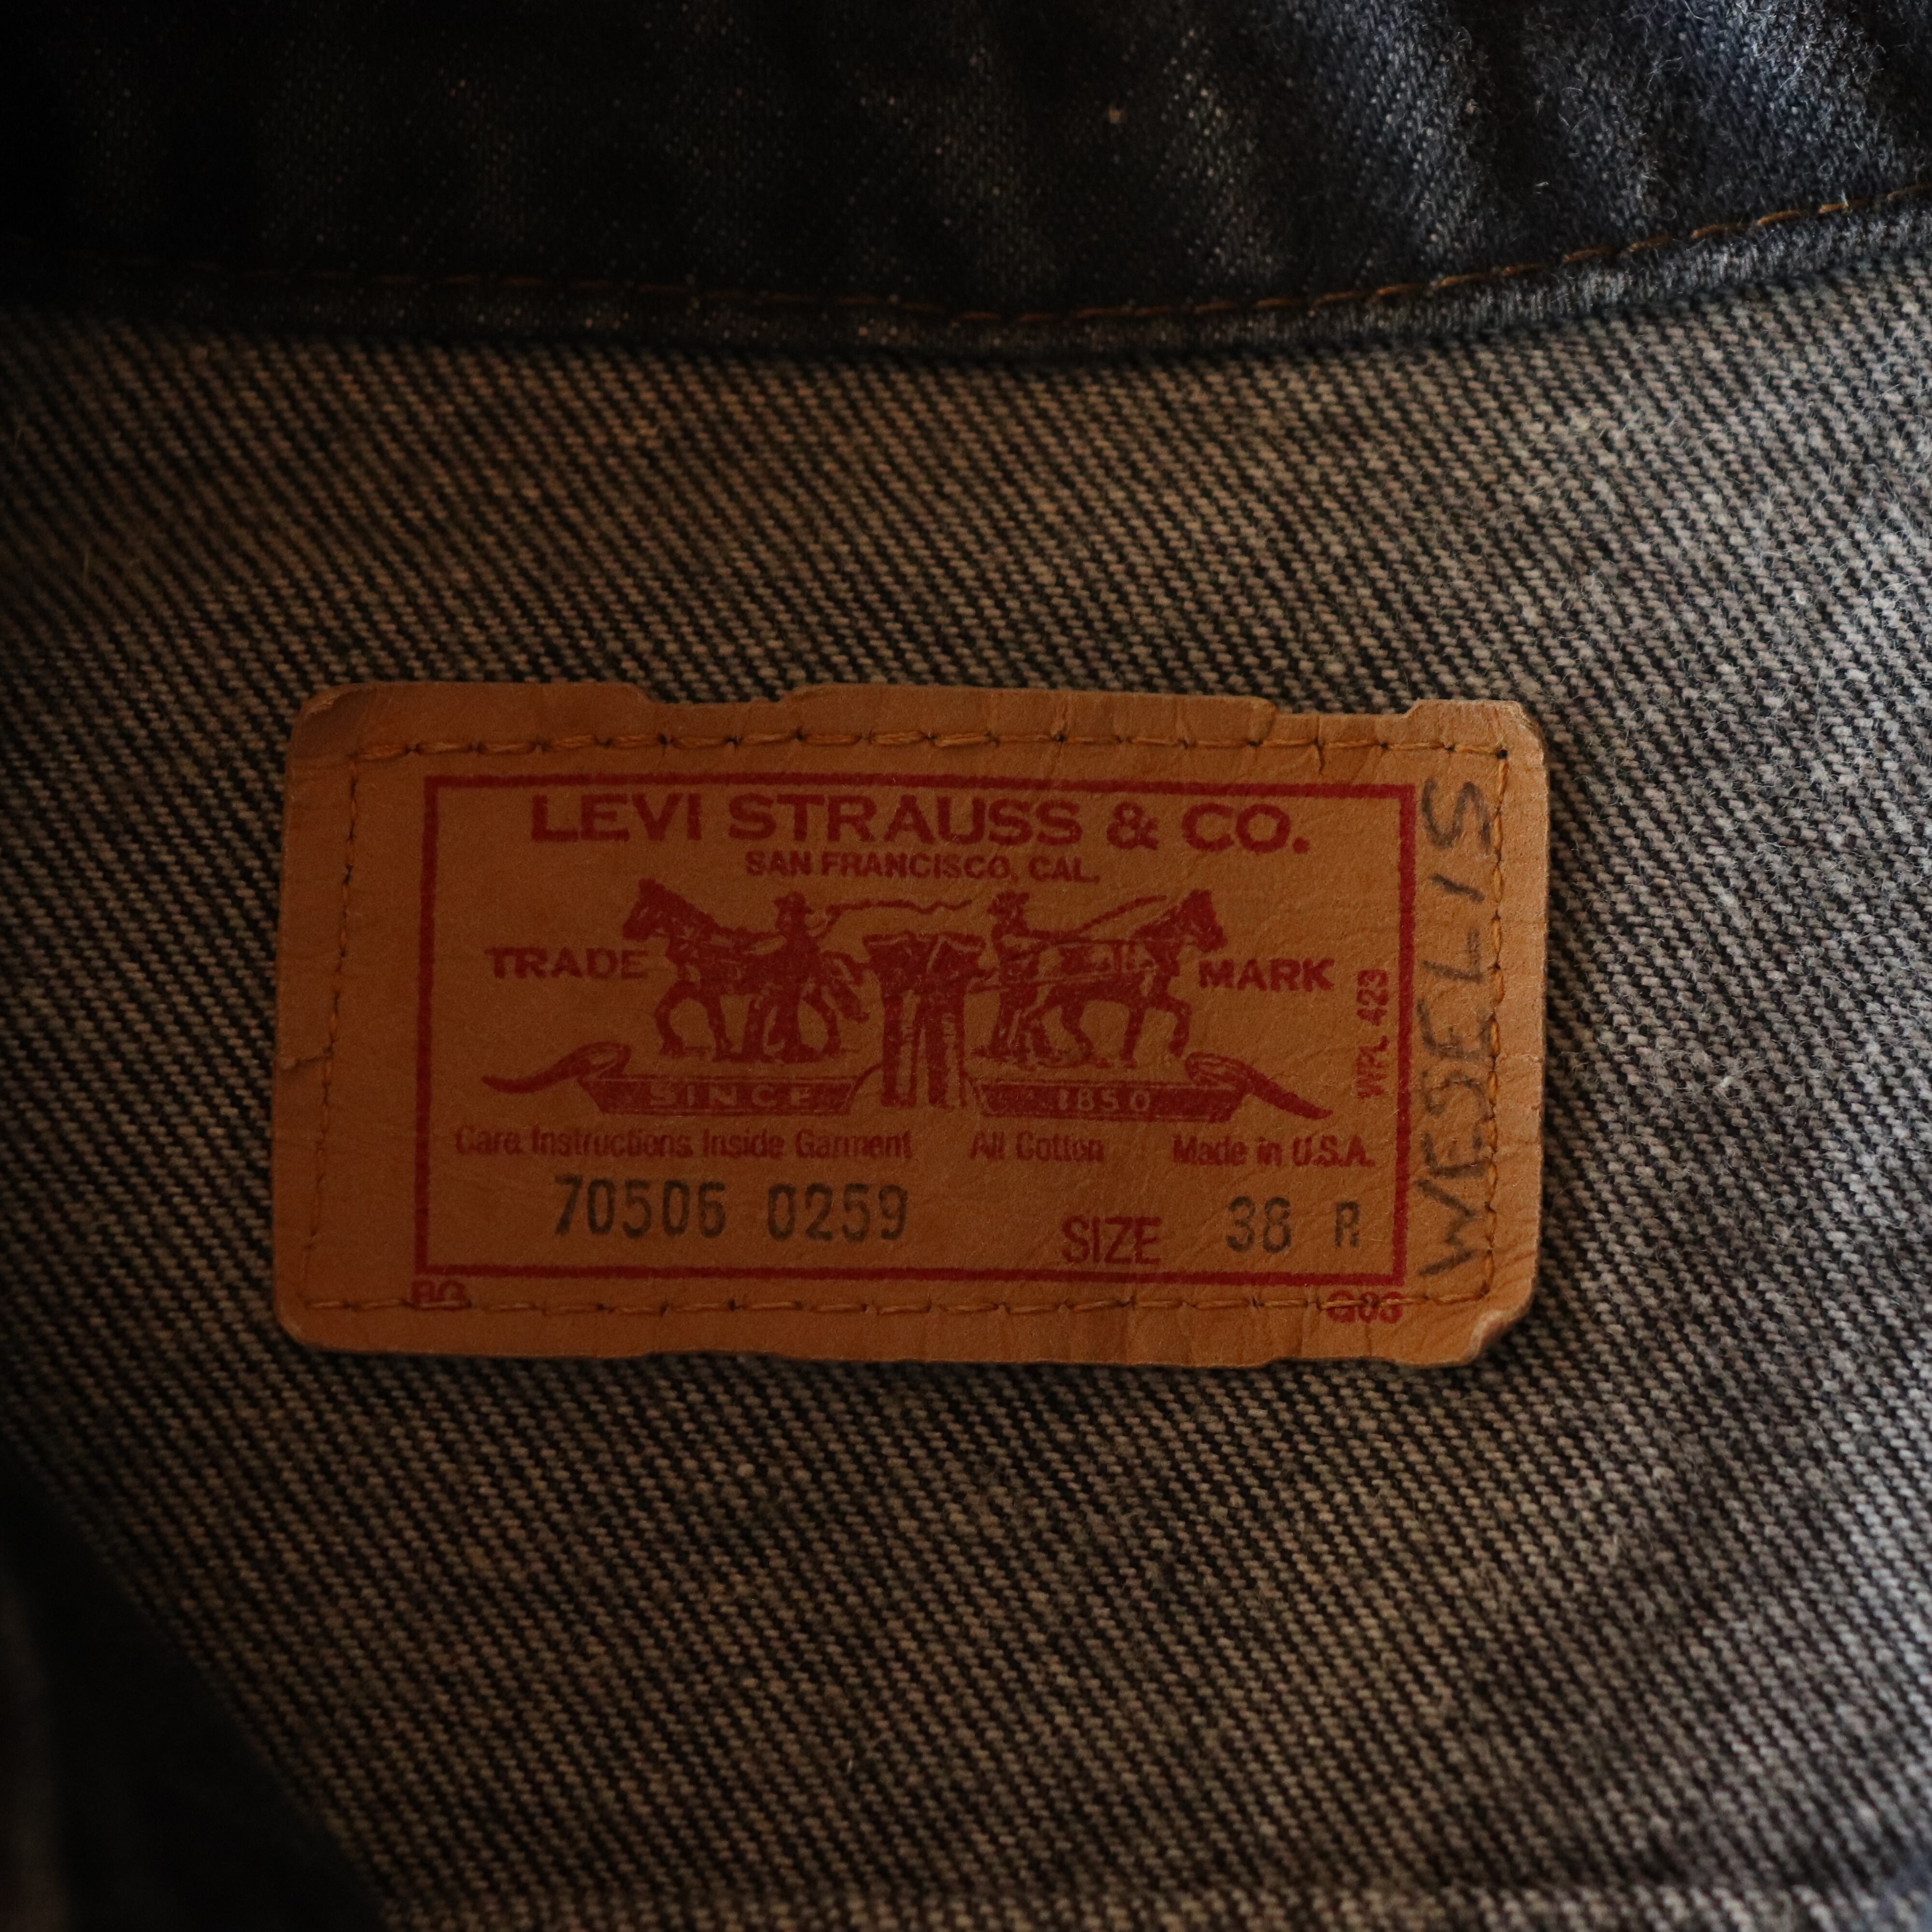 LEVI STRAUSS & CO.
SAN FRANCISCO, CAL.
TRADE MARK
SINCE 1850
WPL 423
Care Instructions Inside Garment All Cotton Made in U.S.A.
70506 0259 SIZE 38 R
WESELIS